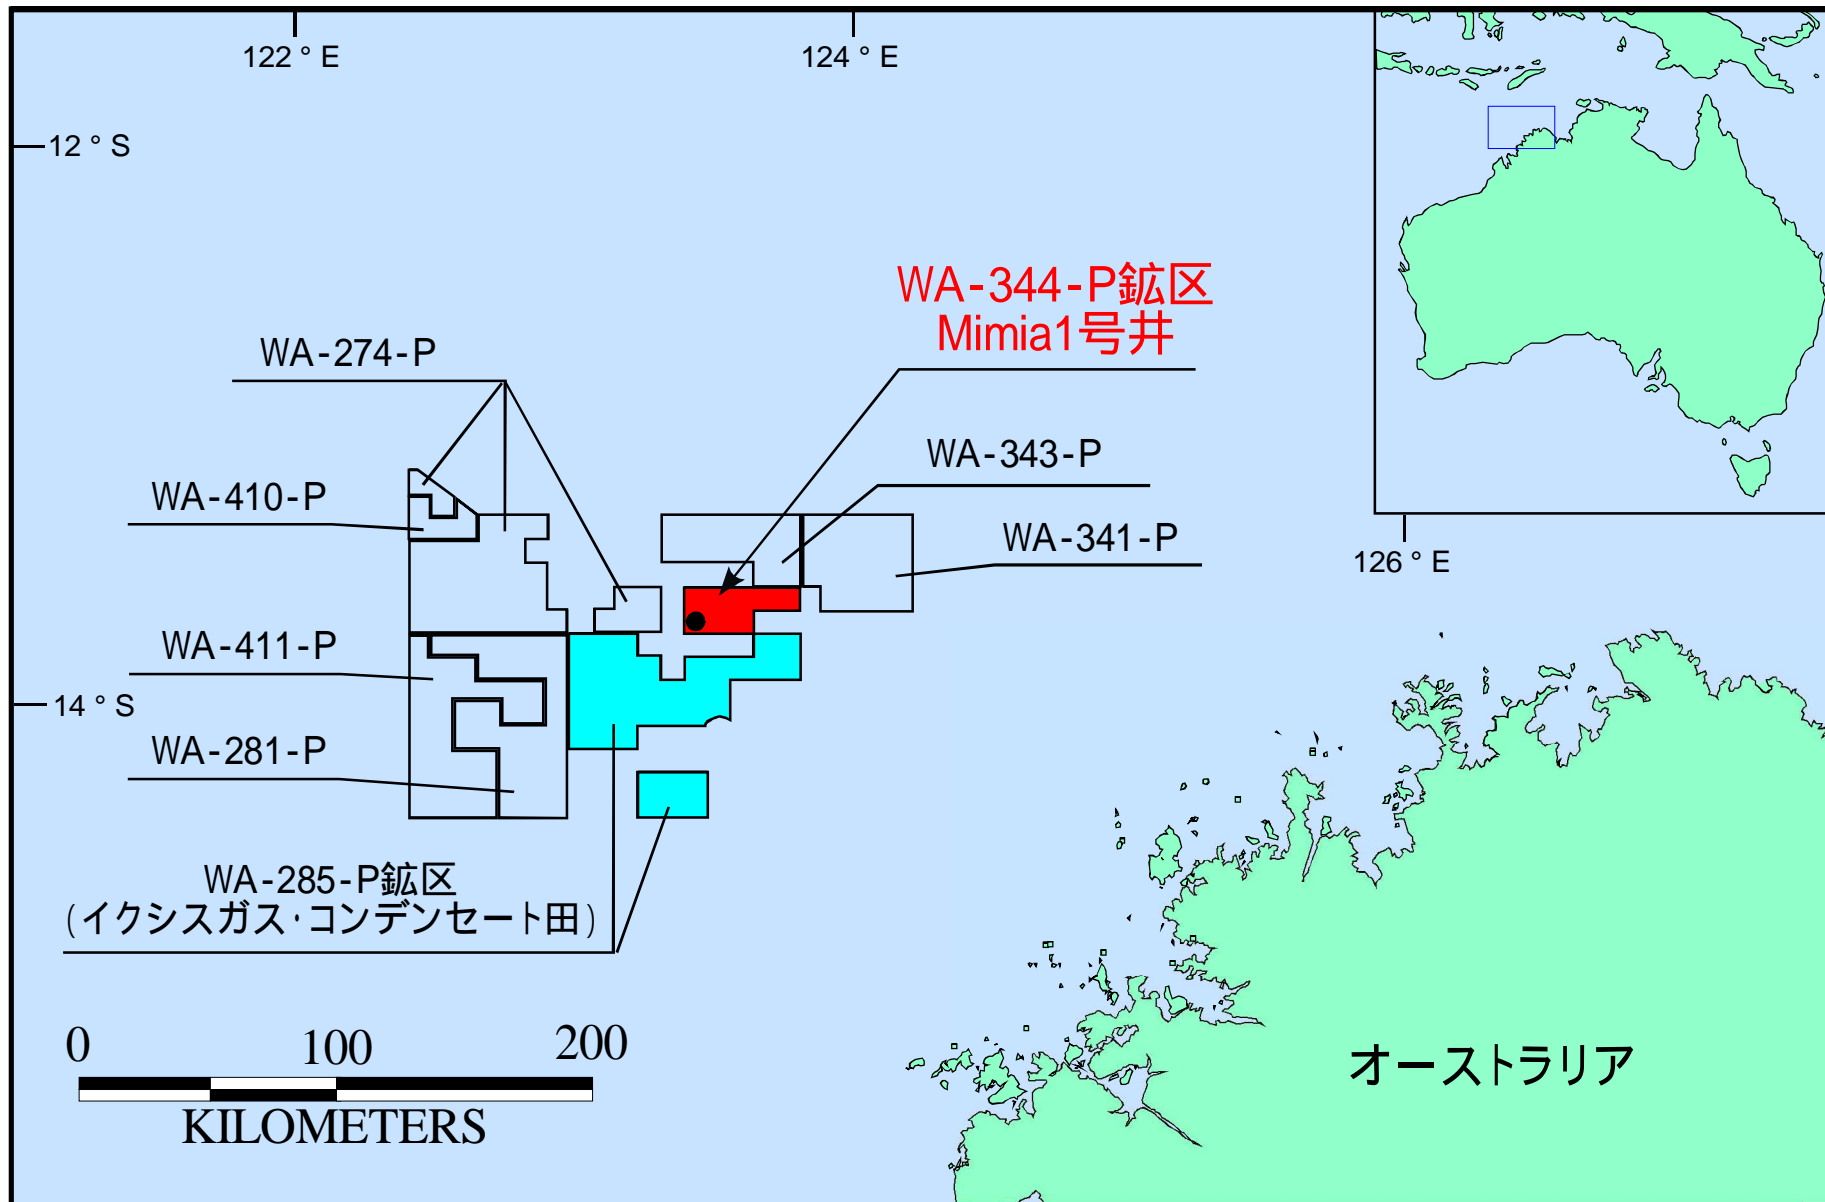 122 ° E
124 ° E
12 ° S
WA-344-P鉱区
Mimia1号井
WA-274-P
WA-343-P
WA-410-P
WA-341-P
126 ° E
WA-411-P
14 ° S
WA-281-P
WA-285-P鉱区
(イクシスガス・コンデンセート田)
0 100 200
KILOMETERS
オーストラリア